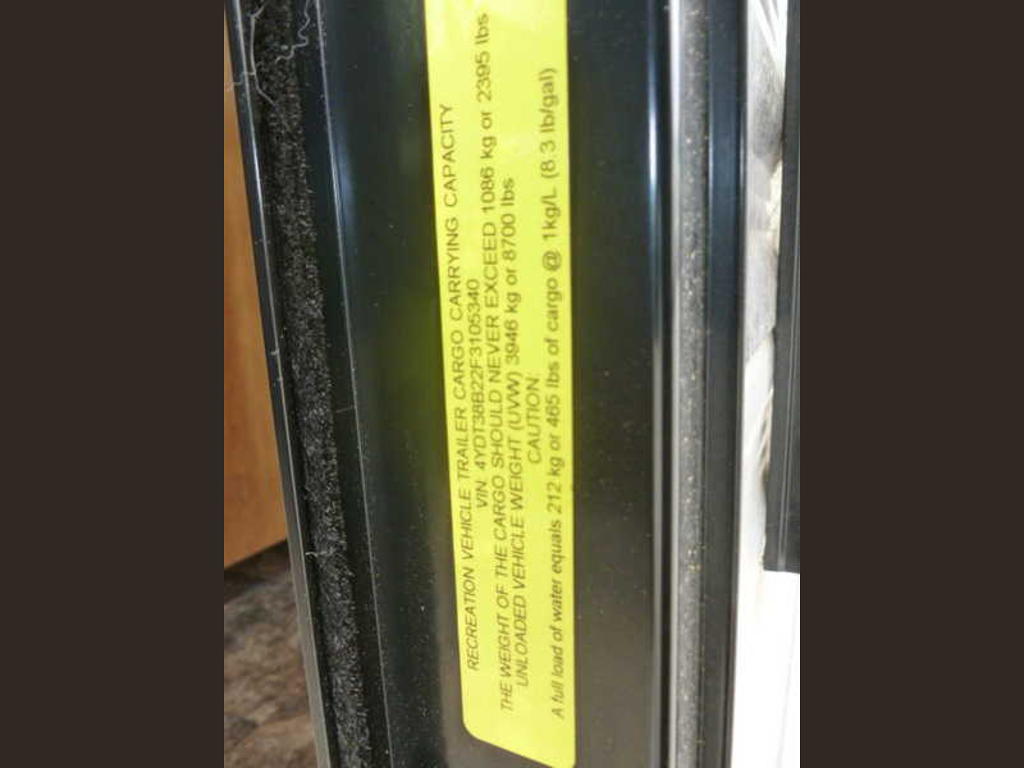 RECREATION VEHICLE TRAILER CARGO CARRYING CAPACITY
VIN 4YDT38B22F3105340
THE WEIGHT OF THE CARGO SHOULD NEVER EXCEED 1086 kg or 2395 lbs
UNLOADED VEHICLE WEIGHT (UVW) 3946 kg or 8700 lbs
CAUTION:
A full load of water equals 212 kg or 465 lbs of cargo @ 1kg/L (8.3 lb/gal)